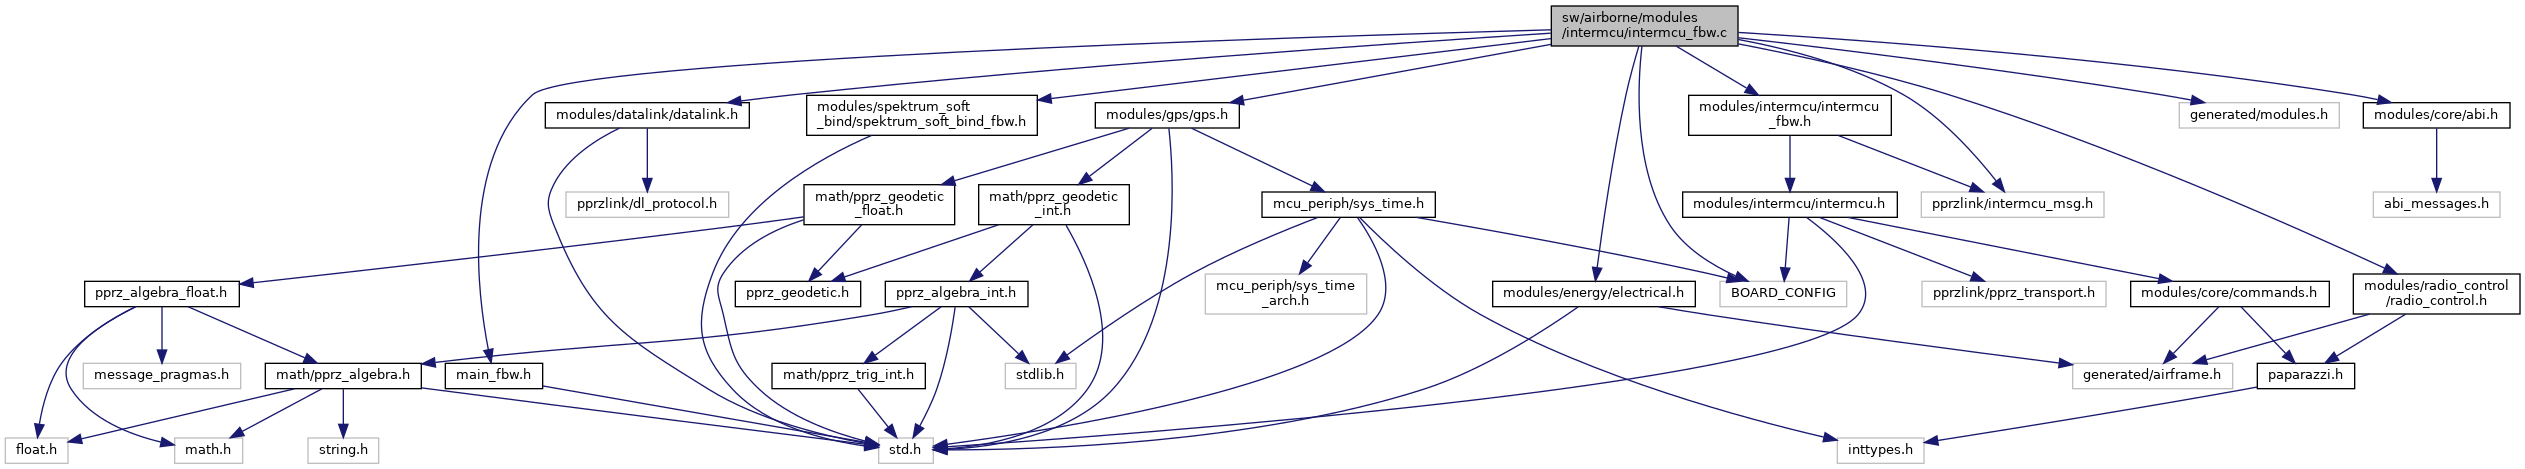 sw/airborne/modules
/intermcu/intermcu_fbw.c
modules/datalink/datalink.h
modules/spektrum_soft
_bind/spektrum_soft_bind_fbw.h
modules/gps/gps.h
modules/intermcu/intermcu
_fbw.h
generated/modules.h
modules/core/abi.h
pprzlink/dl_protocol.h
math/pprz_geodetic
_float.h
math/pprz_geodetic
_int.h
mcu_periph/sys_time.h
modules/intermcu/intermcu.h
pprzlink/intermcu_msg.h
abi_messages.h
pprz_algebra_float.h
pprz_geodetic.h
pprz_algebra_int.h
mcu_periph/sys_time
_arch.h
modules/energy/electrical.h
BOARD_CONFIG
pprzlink/pprz_transport.h
modules/core/commands.h
modules/radio_control
/radio_control.h
message_pragmas.h
math/pprz_algebra.h
main_fbw.h
math/pprz_trig_int.h
stdlib.h
generated/airframe.h
paparazzi.h
float.h
math.h
string.h
std.h
inttypes.h